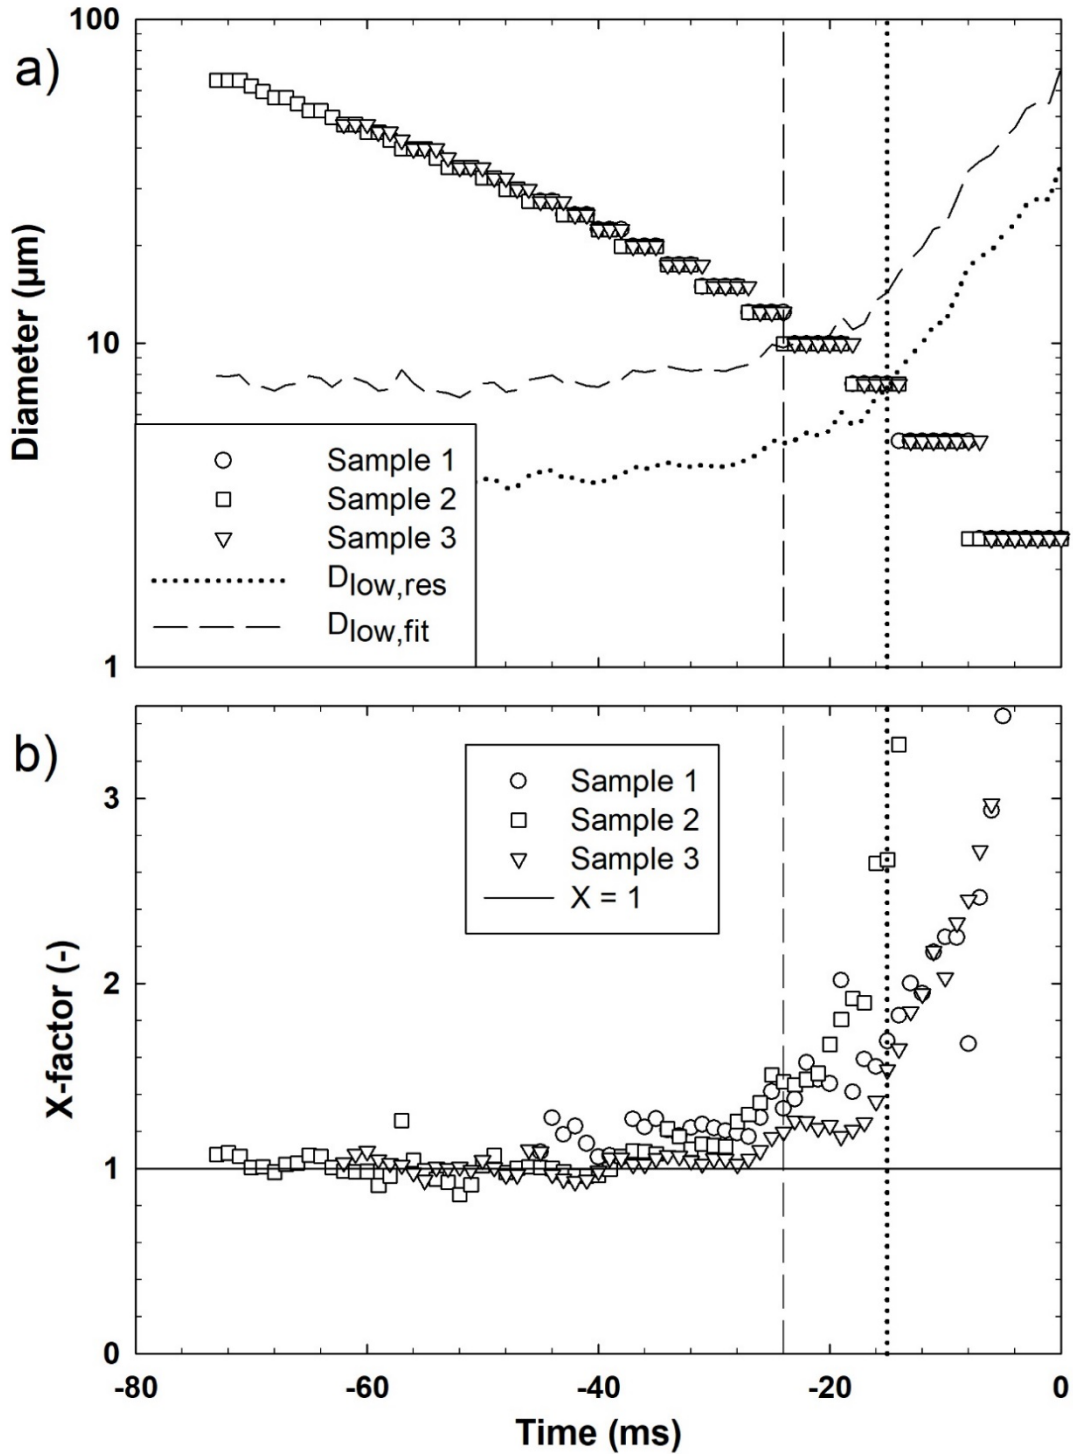 a)
100
10
1
Diameter (µm)
Sample 1
Sample 2
Sample 3
Dlow,res
Dlow,fit
b)
3
2
1
0
X-factor (-)
Sample 1
Sample 2
Sample 3
X = 1
-80 -60 -40 -20 0
Time (ms)